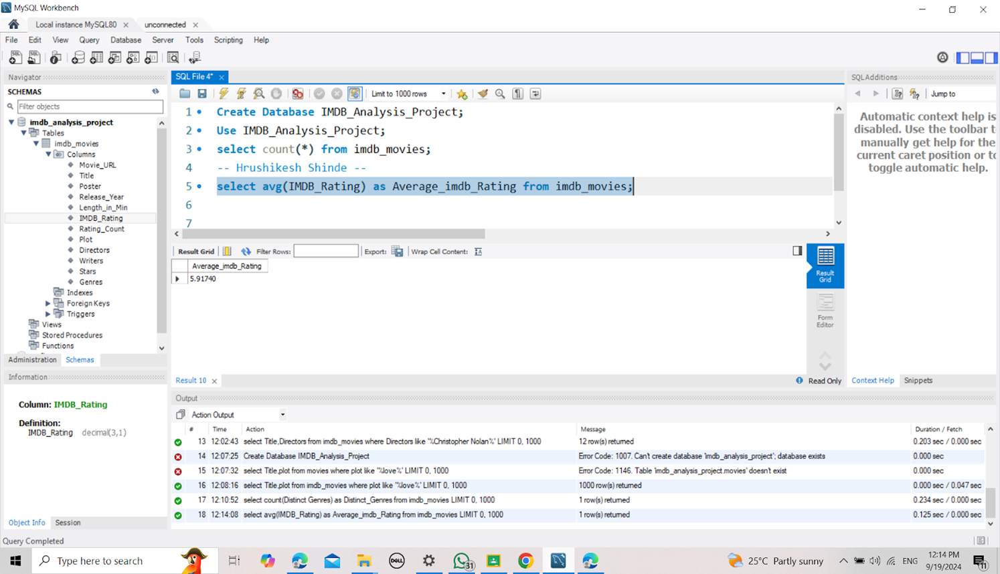 MySQL Workbench
Local instance MySQL80
unconnected
File Edit View Query Database Server Tools Scripting Help
Navigator
SCHEMAS
Filter objects
imdb_analysis_project
Tables
imdb_movies
Columns
Movie_URL
Title
Poster
Release_Year
Length_in_Min
IMDB_Rating
Rating_Count
Plot
Directors
Writers
Stars
Genres
Indexes
Foreign Keys
Triggers
Views
Stored Procedures
Functions
Administration Schemas
Information
Column: IMDB_Rating
Definition:
IMDB_Rating decimal(3,1)
Object Info Session
Query Completed
SQL File 4*
Limit to 1000 rows
1 Create Database IMDB_Analysis_Project;
2 Use IMDB_Analysis_Project;
3 select count(*) from imdb_movies;
4 -- Hrushikesh Shinde --
5 select avg(IMDB_Rating) as Average_imdb_Rating from imdb_movies;
6
7
Result Grid Filter Rows: Export: Wrap Cell Content:
Average_imdb_Rating
5.91740
Result Grid
Form Editor
Result 10
Read Only
SQLAdditions
Jump to
Automatic context help is
disabled. Use the toolbar t
manually get help for the
current caret position or to
toggle automatic help.
Context Help Snippets
Output
Action Output
# Time Action Message Duration / Fetch
13 12:02:43 select Title,Directors from imdb_movies where Directors like '%Christopher Nolan%' LIMIT 0, 1000 12 row(s) returned 0.203 sec / 0.000 sec
14 12:07:25 Create Database IMDB_Analysis_Project Error Code: 1007. Can't create database 'imdb_analysis_project'; database exists 0.000 sec
15 12:07:32 select Title,plot from movies where plot like '%love%' LIMIT 0, 1000 Error Code: 1146. Table 'imdb_analysis_project.movies' doesn't exist 0.000 sec
16 12:08:16 select Title,plot from imdb_movies where plot like '%love%' LIMIT 0, 1000 1000 row(s) returned 0.000 sec / 0.047 sec
17 12:10:52 select count(Distinct Genres) as Distinct_Genres from imdb_movies LIMIT 0, 1000 1 row(s) returned 0.234 sec / 0.000 sec
18 12:14:08 select avg(IMDB_Rating) as Average_imdb_Rating from imdb_movies LIMIT 0, 1000 1 row(s) returned 0.125 sec / 0.000 sec
Type here to search
DELL
31
25°C Partly sunny
ENG
12:14 PM
9/19/2024
11